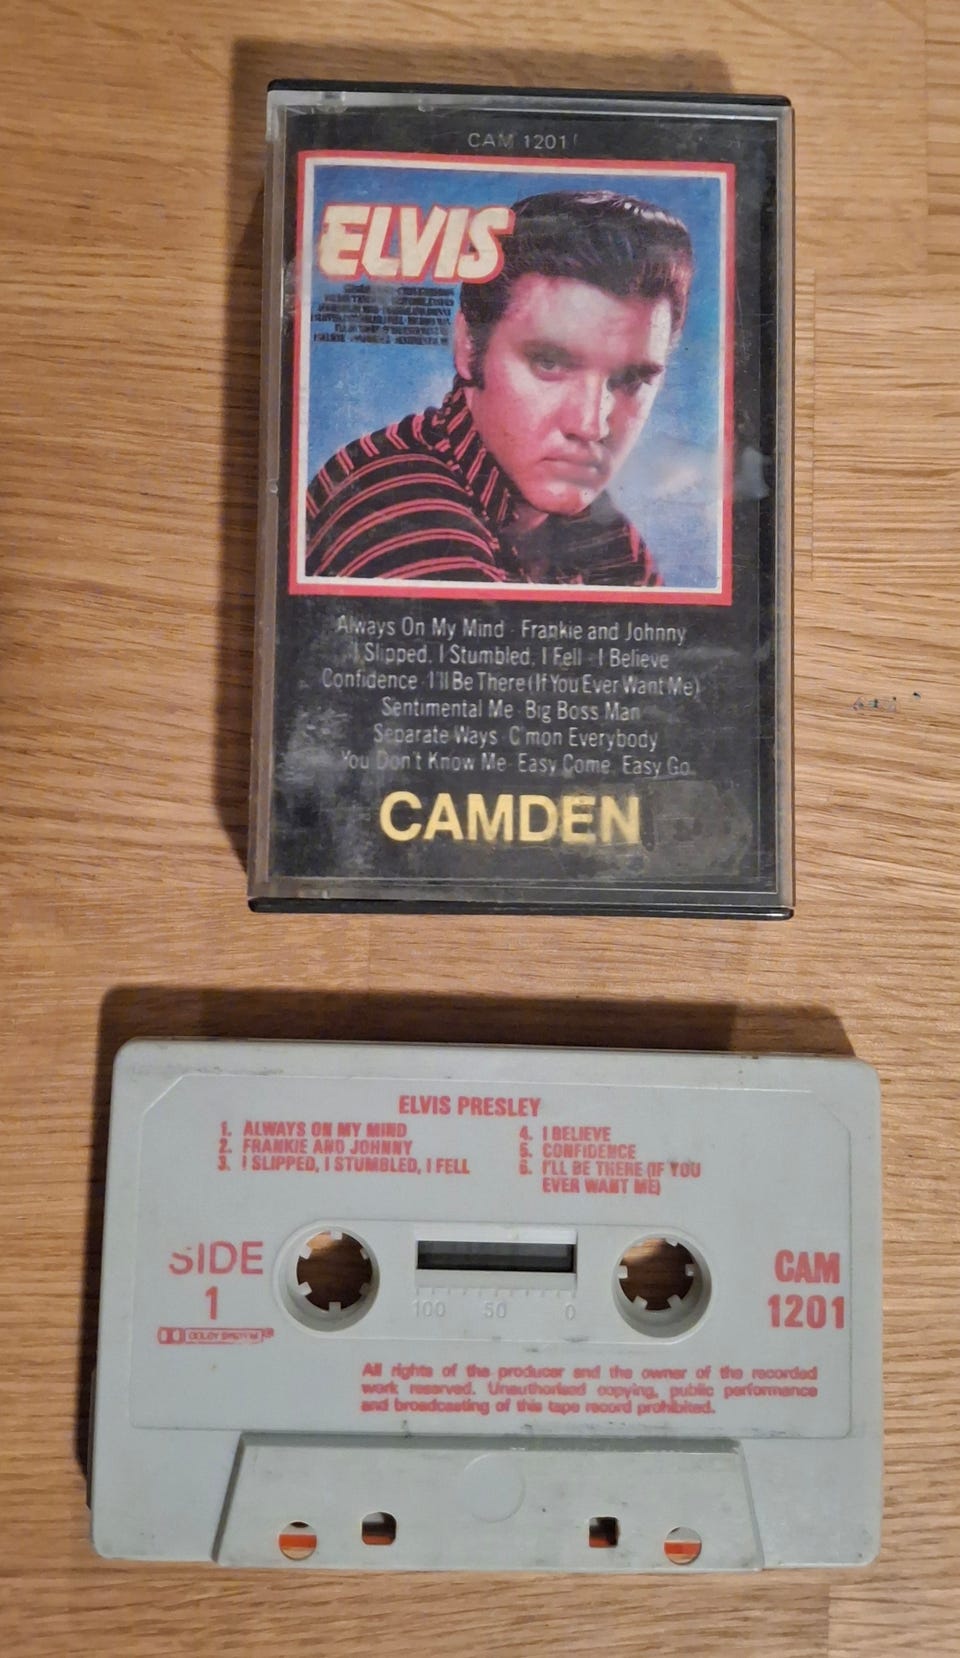 CAM 1201
ELVIS
Always On My Mind · Frankie and Johnny
I Slipped, I Stumbled, I Fell · I Believe
Confidence · I'll Be There (If You Ever Want Me)
Sentimental Me · Big Boss Man
Separate Ways · C'mon Everybody
You Don't Know Me · Easy Come, Easy Go
CAMDEN
ELVIS PRESLEY
1. ALWAYS ON MY MIND
2. FRANKIE AND JOHNNY
3. I SLIPPED, I STUMBLED, I FELL
4. I BELIEVE
5. CONFIDENCE
6. I'LL BE THERE (IF YOU
EVER WANT ME)
SIDE
1
DOLBY SYSTEM
100 50 0
CAM
1201
All rights of the producer and the owner of the recorded
work reserved. Unauthorised copying, public performance
and broadcasting of this tape record prohibited.